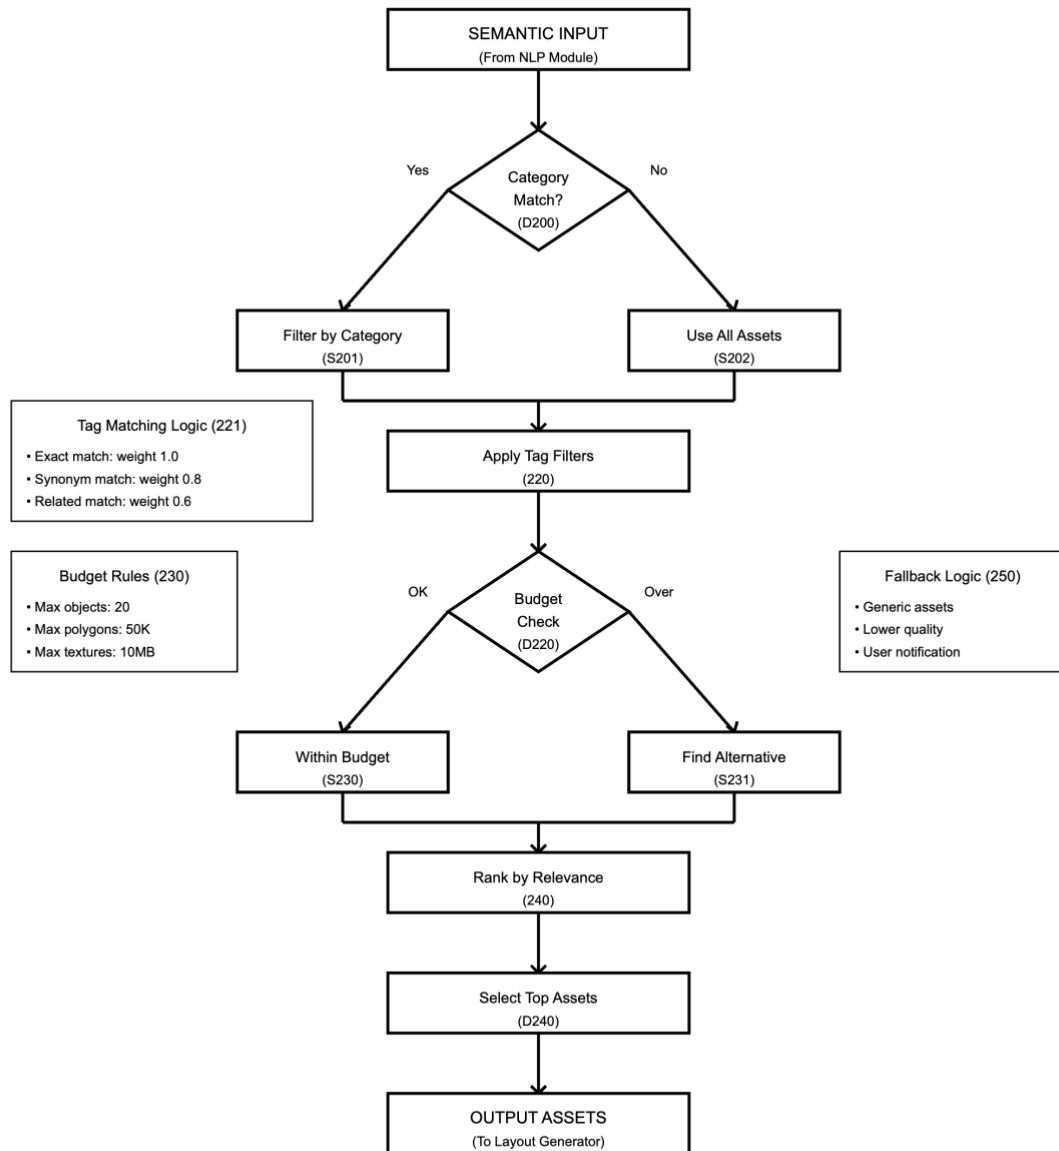 SEMANTIC INPUT
(From NLP Module)
Yes
No
Category
Match?
(D200)
Filter by Category
(S201)
Use All Assets
(S202)
Tag Matching Logic (221)
• Exact match: weight 1.0
• Synonym match: weight 0.8
• Related match: weight 0.6
Apply Tag Filters
(220)
Budget Rules (230)
• Max objects: 20
• Max polygons: 50K
• Max textures: 10MB
OK
Over
Budget
Check
(D220)
Fallback Logic (250)
• Generic assets
• Lower quality
• User notification
Within Budget
(S230)
Find Alternative
(S231)
Rank by Relevance
(240)
Select Top Assets
(D240)
OUTPUT ASSETS
(To Layout Generator)